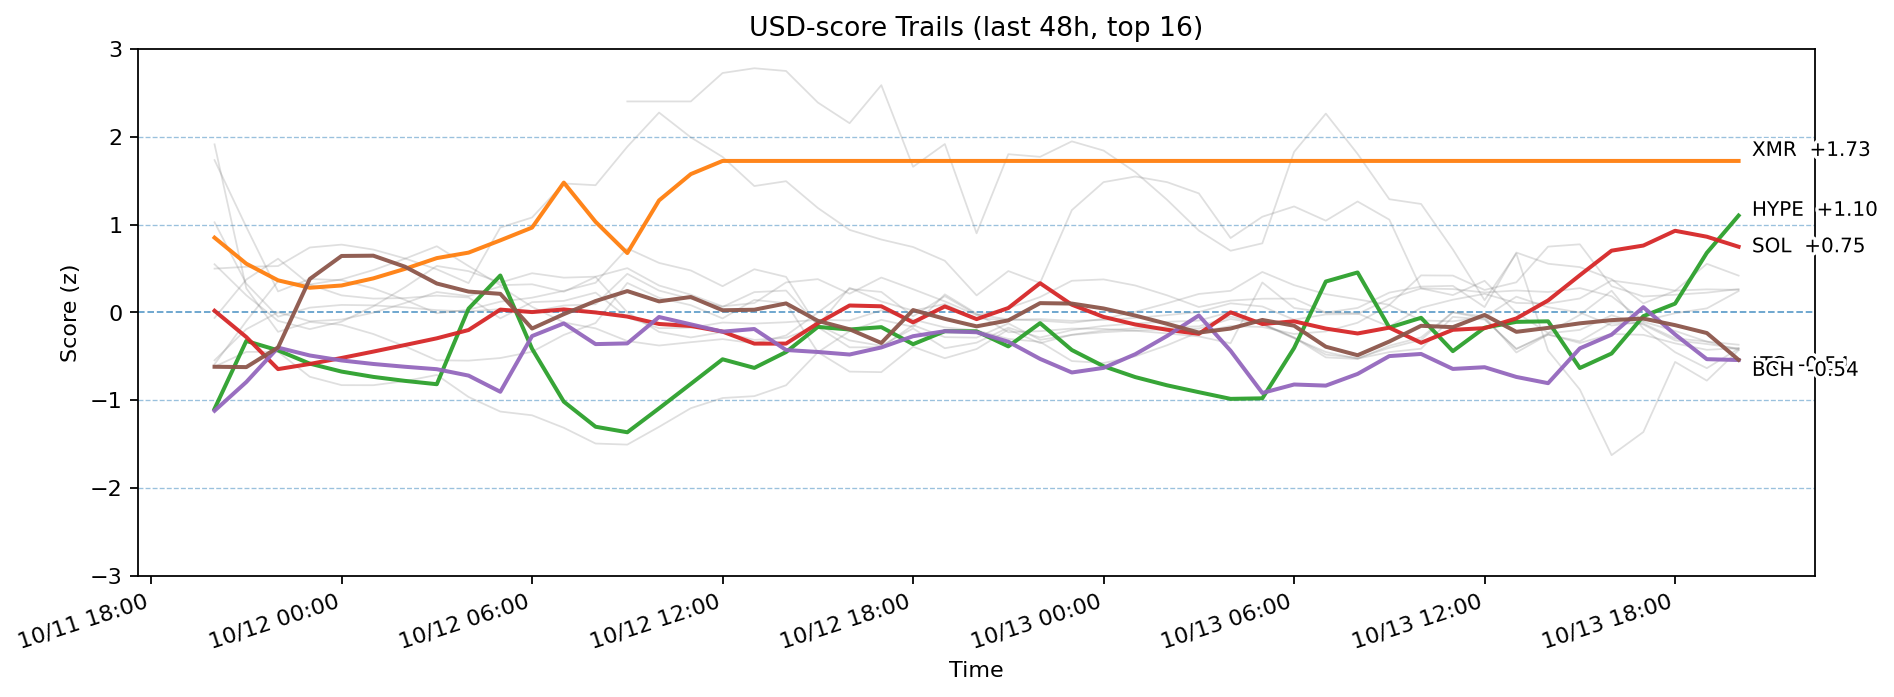 USD-score Trails (last 48h, top 16)
Score (z)
3
2
1
0
−1
−2
−3
XMR +1.73
HYPE +1.10
SOL +0.75
BCH -0.54
10/11 18:00
10/12 00:00
10/12 06:00
10/12 12:00
10/12 18:00
10/13 00:00
10/13 06:00
10/13 12:00
10/13 18:00
Time